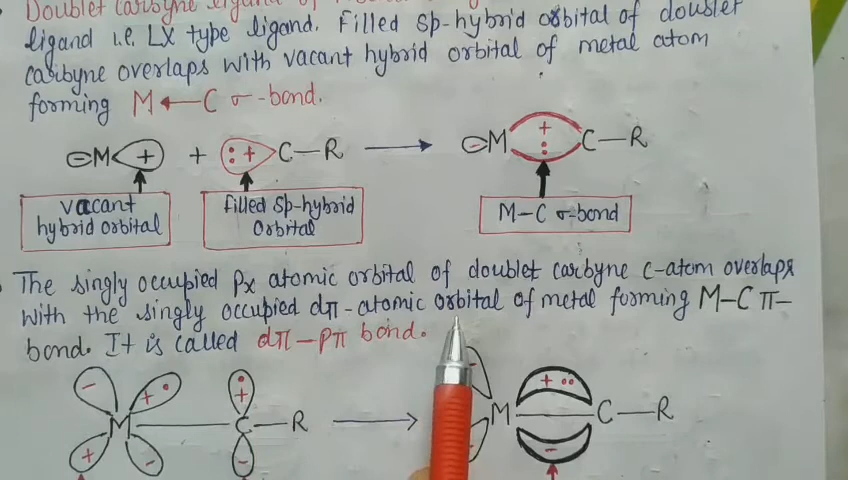 Doublet carbyne ligand
ligand i.e. LX type ligand. Filled sp-hybrid orbital of doublet
carbyne overlaps with vacant hybrid orbital of metal atom
forming M←C σ-bond.
M + + : + C—R → M + : C—R
vacant hybrid orbital
filled sp-hybrid orbital
M-C σ-bond
The singly occupied Px atomic orbital of doublet carbyne C-atom overlaps
with the singly occupied dπ-atomic orbital of metal forming M-C π-
bond. It is called dπ-pπ bond.
- + • + + ••
M C—R → M C—R
+ - - -